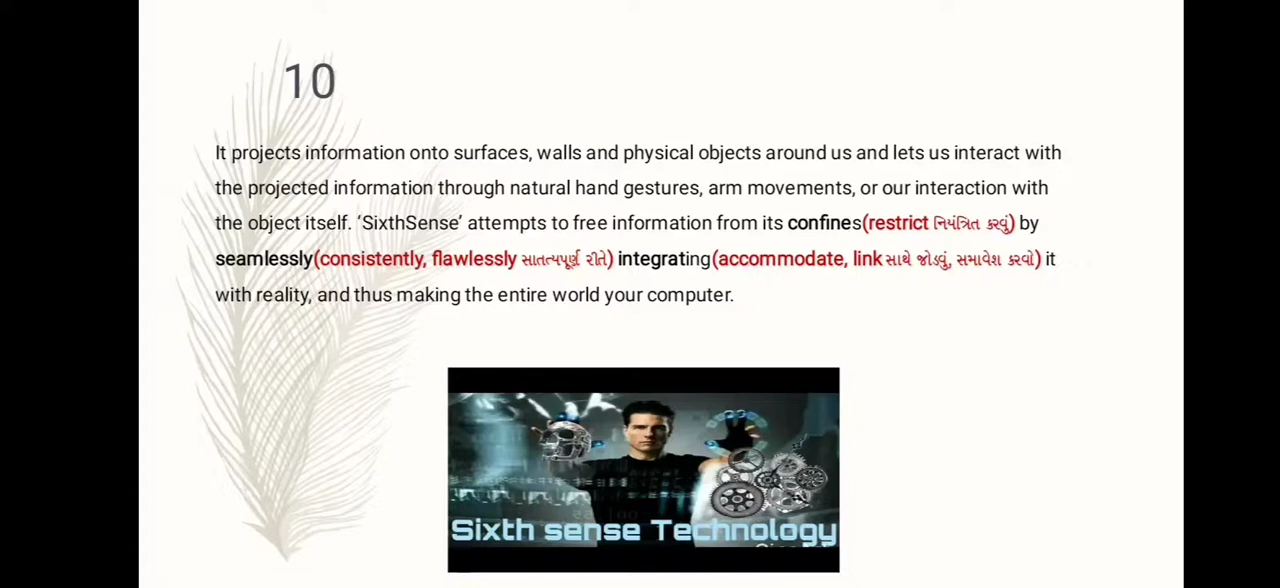 10
It projects information onto surfaces, walls and physical objects around us and lets us interact with
the projected information through natural hand gestures, arm movements, or our interaction with
the object itself. ‘SixthSense’ attempts to free information from its confines(restrict નિયંત્રિત કરવું) by
seamlessly(consistently, flawlessly સાતત્યપૂર્ણ રીતે) integrating(accommodate, link સાથે જોડવું, સમાવેશ કરવો) it
with reality, and thus making the entire world your computer.
Sixth sense Technology